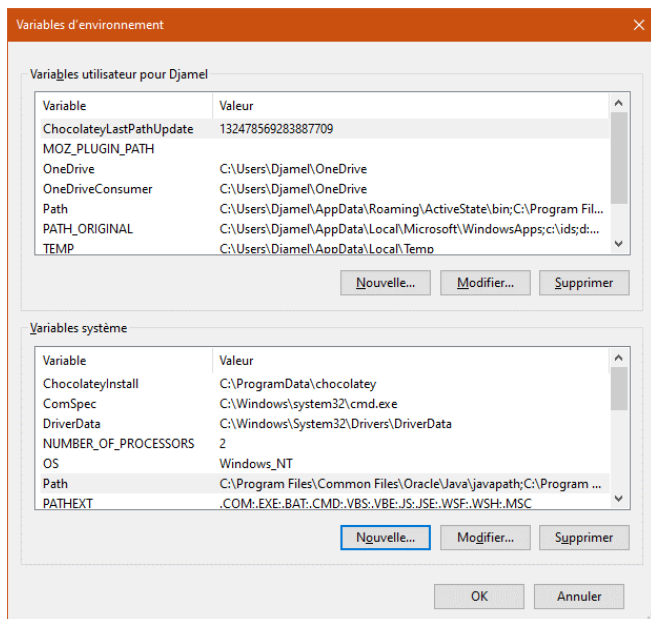 Variables d'environnement
Variables utilisateur pour Djamel
Variable Valeur
ChocolateyLastPathUpdate 132478569283887709
MOZ_PLUGIN_PATH
OneDrive C:\Users\Djamel\OneDrive
OneDriveConsumer C:\Users\Djamel\OneDrive
Path C:\Users\Djamel\AppData\Roaming\ActiveState\bin;C:\Program Fil...
PATH_ORIGINAL C:\Users\Djamel\AppData\Local\Microsoft\WindowsApps;c:\ids;d:...
TEMP C:\Users\Djamel\AppData\Local\Temp
Nouvelle... Modifier... Supprimer
Variables système
Variable Valeur
ChocolateyInstall C:\ProgramData\chocolatey
ComSpec C:\Windows\system32\cmd.exe
DriverData C:\Windows\System32\Drivers\DriverData
NUMBER_OF_PROCESSORS 2
OS Windows_NT
Path C:\Program Files\Common Files\Oracle\Java\javapath;C:\Program ...
PATHEXT .COM;.EXE;.BAT;.CMD;.VBS;.VBE;.JS;.JSE;.WSF;.WSH;.MSC
Nouvelle... Modifier... Supprimer
OK Annuler